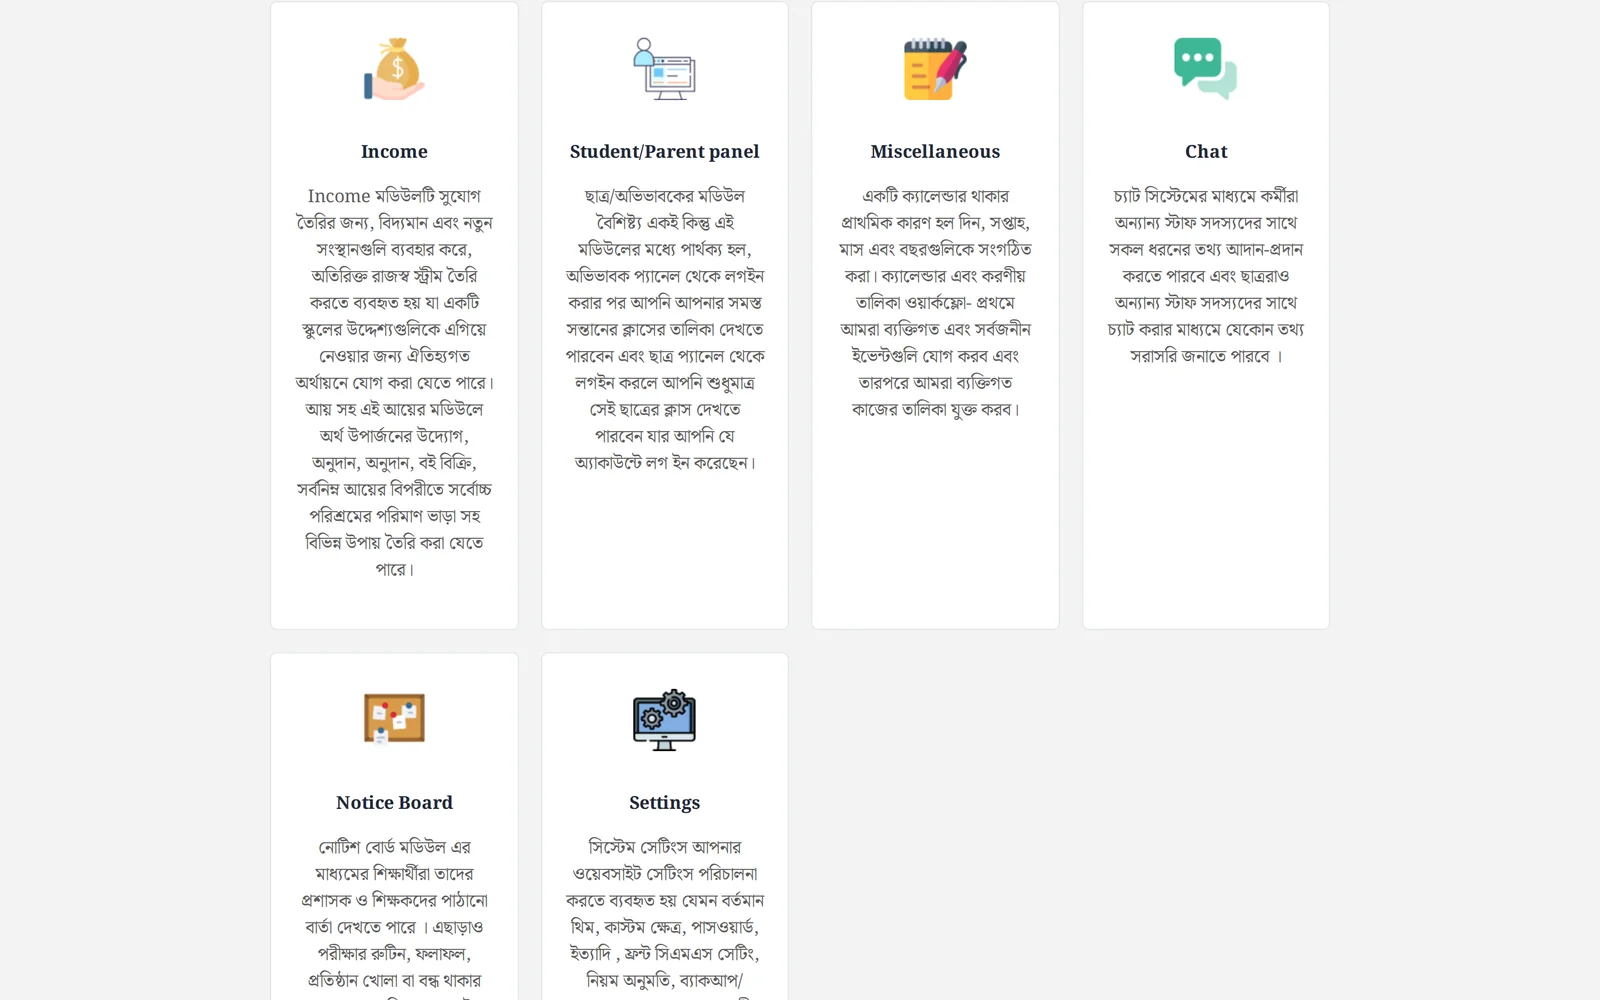 Income
Income মডিউলটি সুযোগ
তৈরির জন্য, বিদ্যমান এবং নতুন
সংস্থানগুলি ব্যবহার করে,
অতিরিক্ত রাজস্ব স্ট্রীম তৈরি
করতে ব্যবহৃত হয় যা একটি
স্কুলের উদ্দেশ্যগুলিকে এগিয়ে
নেওয়ার জন্য ঐতিহ্যগত
অর্থায়নে যোগ করা যেতে পারে।
আয় সহ এই আয়ের মডিউলে
অর্থ উপার্জনের উদ্যোগ,
অনুদান, অনুদান, বই বিক্রি,
সর্বনিম্ন আয়ের বিপরীতে সর্বোচ্চ
পরিশ্রমের পরিমাণ ভাড়া সহ
বিভিন্ন উপায় তৈরি করা যেতে
পারে।
Student/Parent panel
ছাত্র/অভিভাবকের মডিউল
বৈশিষ্ট্য একই কিন্তু এই
মডিউলের মধ্যে পার্থক্য হল,
অভিভাবক প্যানেল থেকে লগইন
করার পর আপনি আপনার সমস্ত
সন্তানের ক্লাসের তালিকা দেখতে
পারবেন এবং ছাত্র প্যানেল থেকে
লগইন করলে আপনি শুধুমাত্র
সেই ছাত্রের ক্লাস দেখতে
পারবেন যার আপনি যে
অ্যাকাউন্টে লগ ইন করেছেন।
Miscellaneous
একটি ক্যালেন্ডার থাকার
প্রাথমিক কারণ হল দিন, সপ্তাহ,
মাস এবং বছরগুলিকে সংগঠিত
করা। ক্যালেন্ডার এবং করণীয়
তালিকা ওয়ার্কফ্লো- প্রথমে
আমরা ব্যক্তিগত এবং সর্বজনীন
ইভেন্টগুলি যোগ করব এবং
তারপরে আমরা ব্যক্তিগত
কাজের তালিকা যুক্ত করব।
Chat
চ্যাট সিস্টেমের মাধ্যমে কর্মীরা
অন্যান্য স্টাফ সদস্যদের সাথে
সকল ধরনের তথ্য আদান-প্রদান
করতে পারবে এবং ছাত্ররাও
অন্যান্য স্টাফ সদস্যদের সাথে
চ্যাট করার মাধ্যমে যেকোন তথ্য
সরাসরি জনাতে পারবে ।
Notice Board
নোটিশ বোর্ড মডিউল এর
মাধ্যমের শিক্ষার্থীরা তাদের
প্রশাসক ও শিক্ষকদের পাঠানো
বার্তা দেখতে পারে । এছাড়াও
পরীক্ষার রুটিন, ফলাফল,
প্রতিষ্ঠান খোলা বা বন্ধ থাকার
Settings
সিস্টেম সেটিংস আপনার
ওয়েবসাইট সেটিংস পরিচালনা
করতে ব্যবহৃত হয় যেমন বর্তমান
থিম, কাস্টম ক্ষেত্র, পাসওয়ার্ড,
ইত্যাদি , ফ্রন্ট সিএমএস সেটিং,
নিয়ম অনুমতি, ব্যাকআপ/